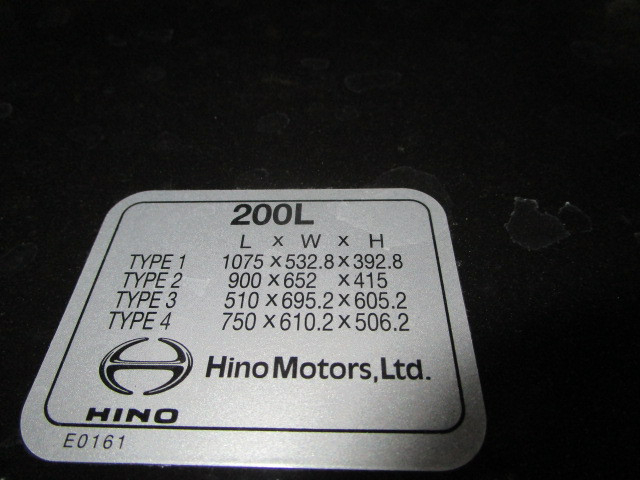 200L
L x W x H
TYPE 1 1075 x 532.8 x 392.8
TYPE 2 900 x 652 x 415
TYPE 3 510 x 695.2 x 605.2
TYPE 4 750 x 610.2 x 506.2
Hino Motors, Ltd.
HINO
E0161